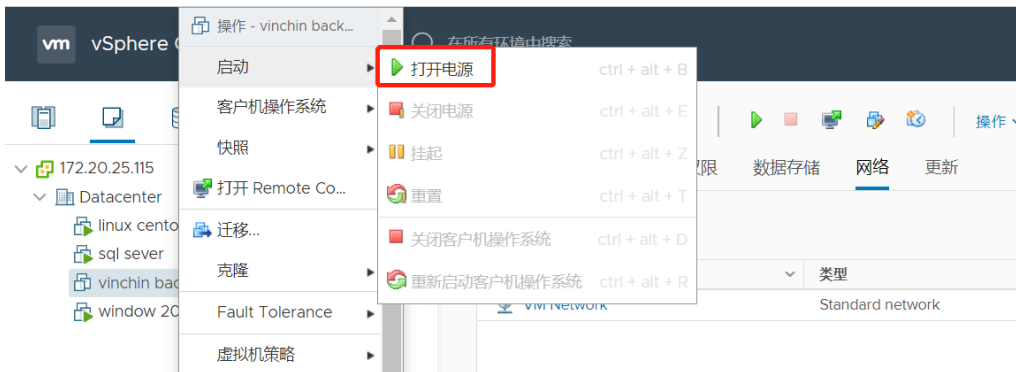 vm vSphere
操作 - vinchin back...
在所有环境中搜索
启动
打开电源 ctrl + alt + B
客户机操作系统
关闭电源 ctrl + alt + E
操作
快照
挂起 ctrl + alt + Z
权限 数据存储 网络 更新
172.20.25.115
打开 Remote Co...
重置 ctrl + alt + T
Datacenter
linux cento
迁移...
关闭客户机操作系统 ctrl + alt + D
sql sever
克隆
重新启动客户机操作系统 ctrl + alt + R
类型
vinchin bac
window 20
Fault Tolerance
VM Network
Standard network
虚拟机策略